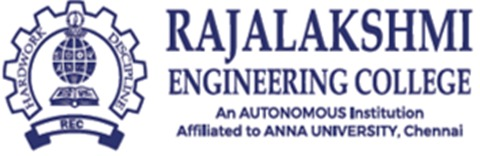 HARDWORK
DISCIPLINE
REC
RAJALAKSHMI
ENGINEERING COLLEGE
An AUTONOMOUS Institution
Affiliated to ANNA UNIVERSITY, Chennai